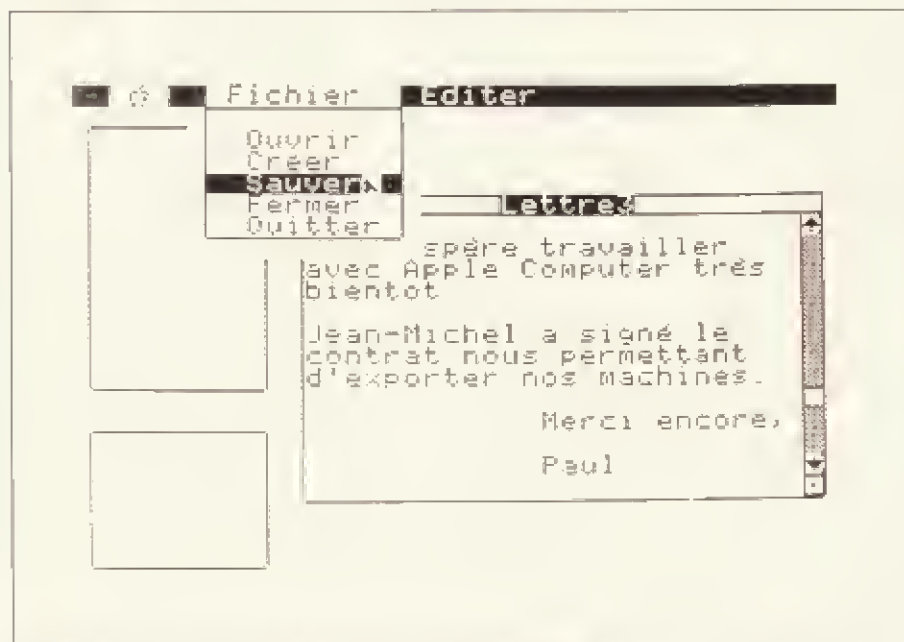 Fichier Editer
Ouvrir
Créer
Sauver
Fermer
Quitter
Lettres
spère travailler
avec Apple Computer trés
bientot
Jean-Michel a signé le
contrat nous permettant
d'exporter nos machines.
Merci encore,
Paul